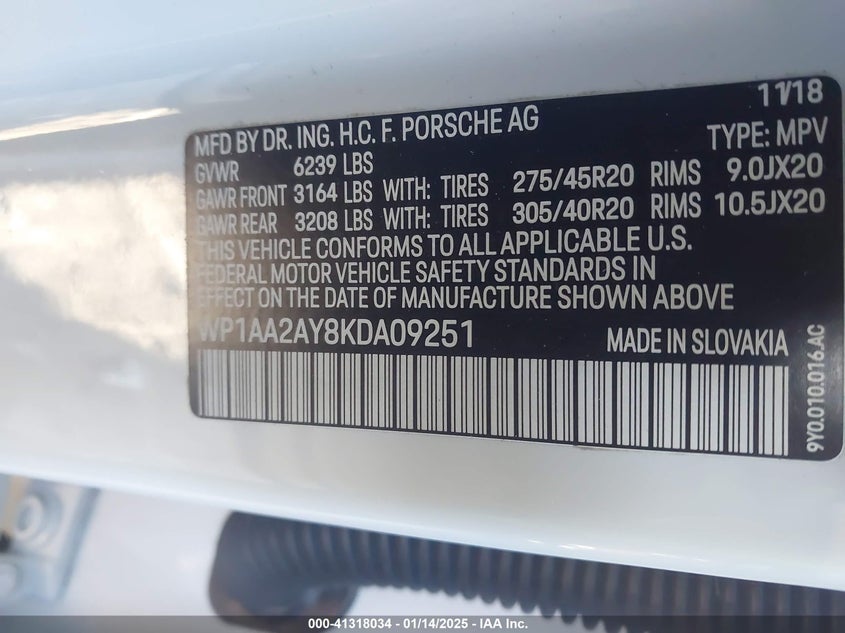 11/18
MFD BY DR. ING. H.C. F. PORSCHE AG
TYPE: MPV
GVWR 6239 LBS
GAWR FRONT 3164 LBS WITH: TIRES 275/45R20 RIMS 9.0JX20
GAWR REAR 3208 LBS WITH: TIRES 305/40R20 RIMS 10.5JX20
THIS VEHICLE CONFORMS TO ALL APPLICABLE U.S.
FEDERAL MOTOR VEHICLE SAFETY STANDARDS IN
EFFECT ON THE DATE OF MANUFACTURE SHOWN ABOVE
WP1AA2AY8KDA09251 MADE IN SLOVAKIA
9Y0.010.016.AC
000-41318034 - 01/14/2025 - IAA Inc.